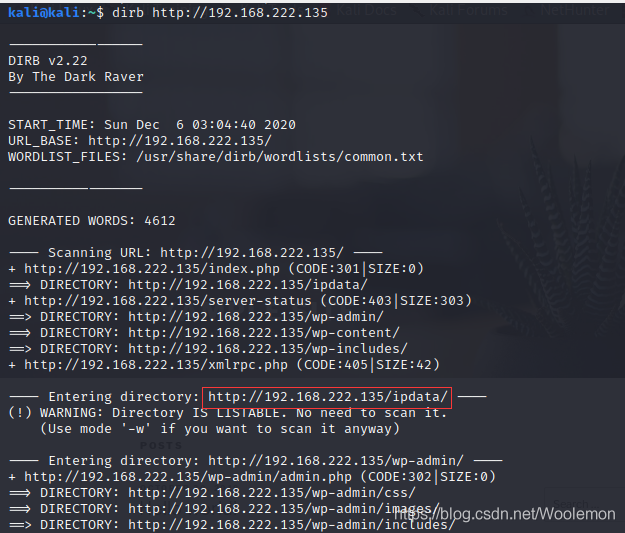 kali@kali:~$ dirb http://192.168.222.135
DIRB v2.22
By The Dark Raver
START_TIME: Sun Dec  6 03:04:40 2020
URL_BASE: http://192.168.222.135/
WORDLIST_FILES: /usr/share/dirb/wordlists/common.txt
GENERATED WORDS: 4612
---- Scanning URL: http://192.168.222.135/ ----
+ http://192.168.222.135/index.php (CODE:301|SIZE:0)
==> DIRECTORY: http://192.168.222.135/ipdata/
+ http://192.168.222.135/server-status (CODE:403|SIZE:303)
==> DIRECTORY: http://192.168.222.135/wp-admin/
==> DIRECTORY: http://192.168.222.135/wp-content/
==> DIRECTORY: http://192.168.222.135/wp-includes/
+ http://192.168.222.135/xmlrpc.php (CODE:405|SIZE:42)
---- Entering directory: http://192.168.222.135/ipdata/ ----
(!) WARNING: Directory IS LISTABLE. No need to scan it.
    (Use mode '-w' if you want to scan it anyway)
POSTS
---- Entering directory: http://192.168.222.135/wp-admin/ ----
+ http://192.168.222.135/wp-admin/admin.php (CODE:302|SIZE:0)
==> DIRECTORY: http://192.168.222.135/wp-admin/css/
==> DIRECTORY: http://192.168.222.135/wp-admin/images/
==> DIRECTORY: http://192.168.222.135/wp-admin/includes/
https://blog.csdn.net/Woolemon